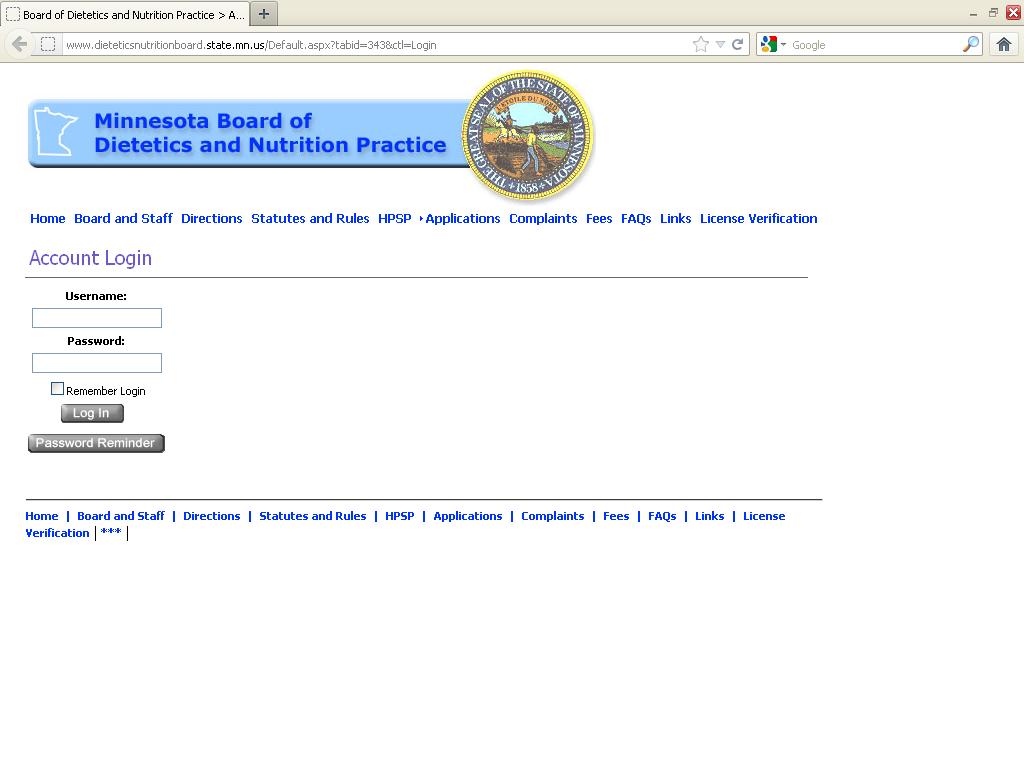 Board of Dietetics and Nutrition Practice > A...
www.dieteticsnutritionboard.state.mn.us/Default.aspx?tabid=343&ctl=Login
Google
Minnesota Board of
Dietetics and Nutrition Practice
THE GREAT SEAL OF THE STATE OF MINNESOTA
L'ETOILE DU NORD
1858
Home Board and Staff Directions Statutes and Rules HPSP Applications Complaints Fees FAQs Links License Verification
Account Login
Username:
Password:
Remember Login
Log In
Password Reminder
Home | Board and Staff | Directions | Statutes and Rules | HPSP | Applications | Complaints | Fees | FAQs | Links | License
Verification | *** |